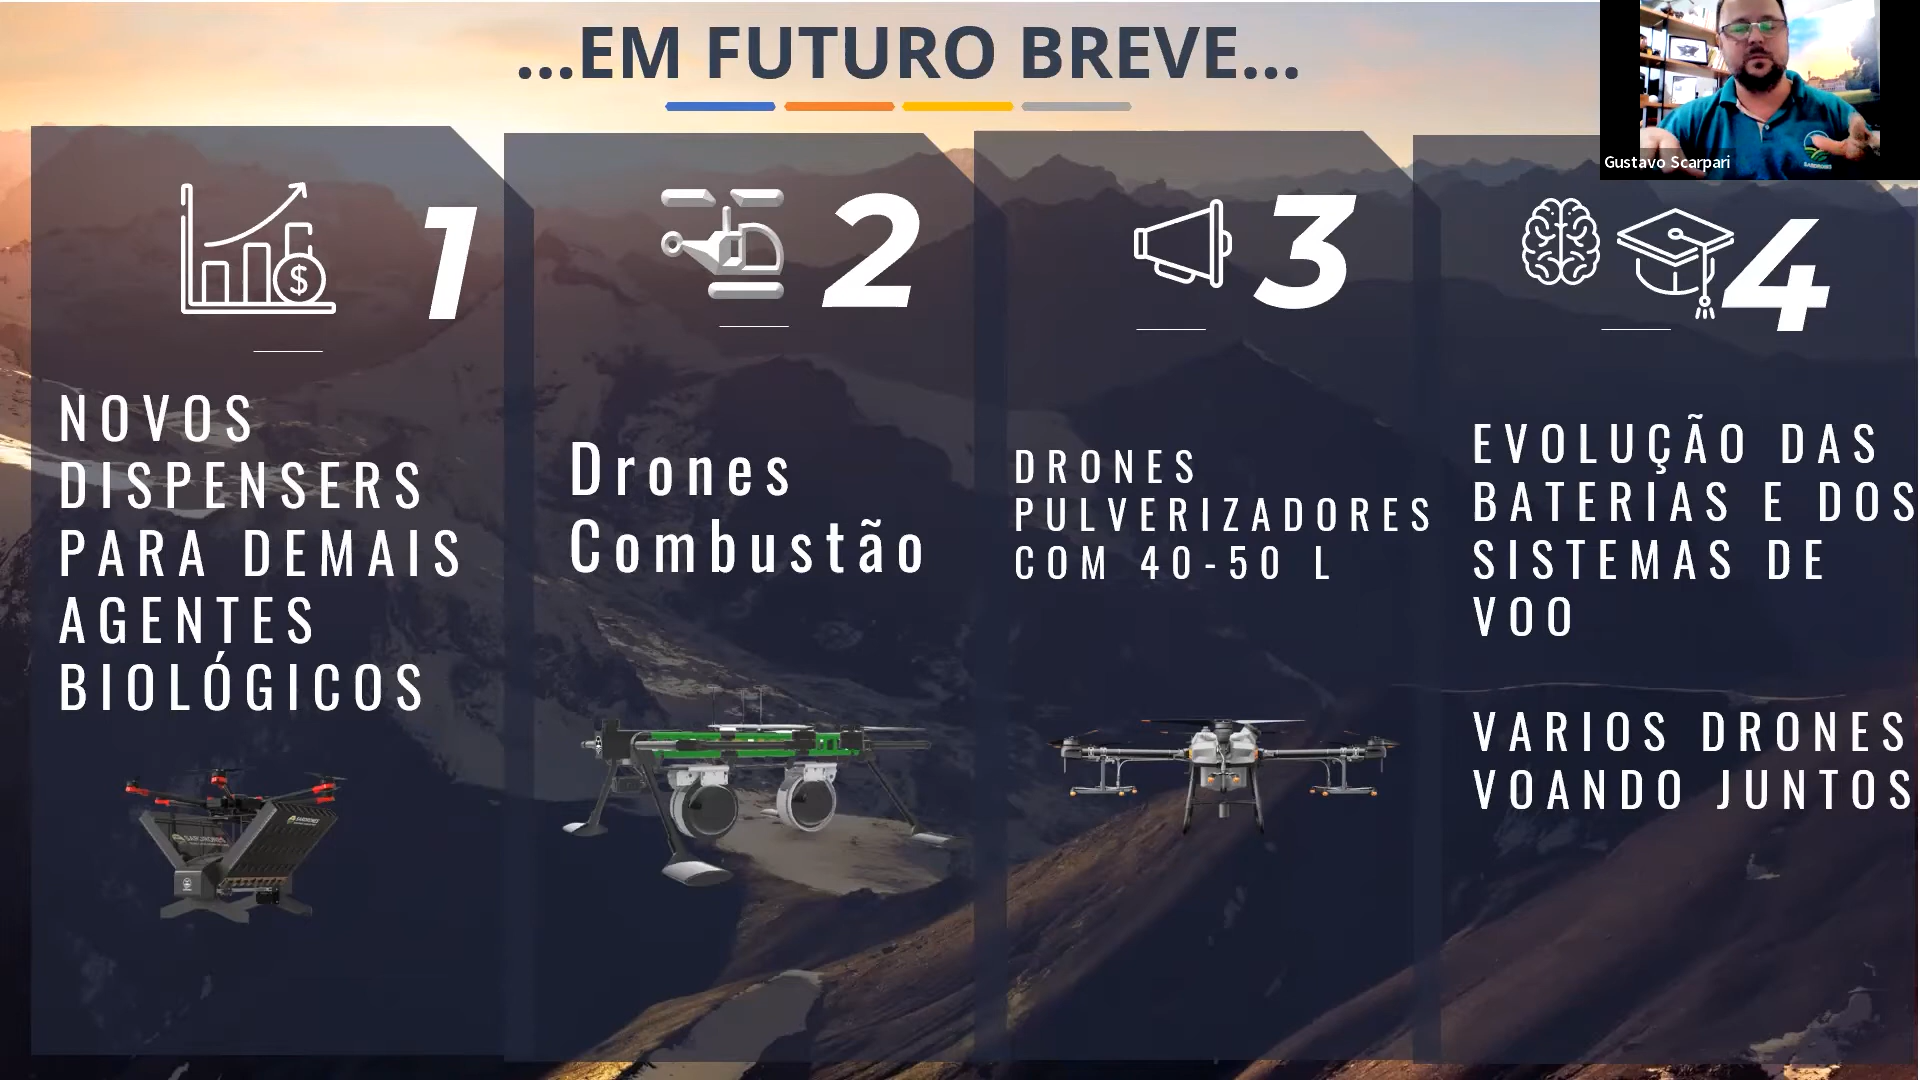 ...EM FUTURO BREVE...
Gustavo Scarpari
1
NOVOS
DISPENSERS
PARA DEMAIS
AGENTES
BIOLÓGICOS
2
Drones
Combustão
3
DRONES
PULVERIZADORES
COM 40-50 L
4
EVOLUÇÃO DAS
BATERIAS E DOS
SISTEMAS DE
VOO
VARIOS DRONES
VOANDO JUNTOS
$